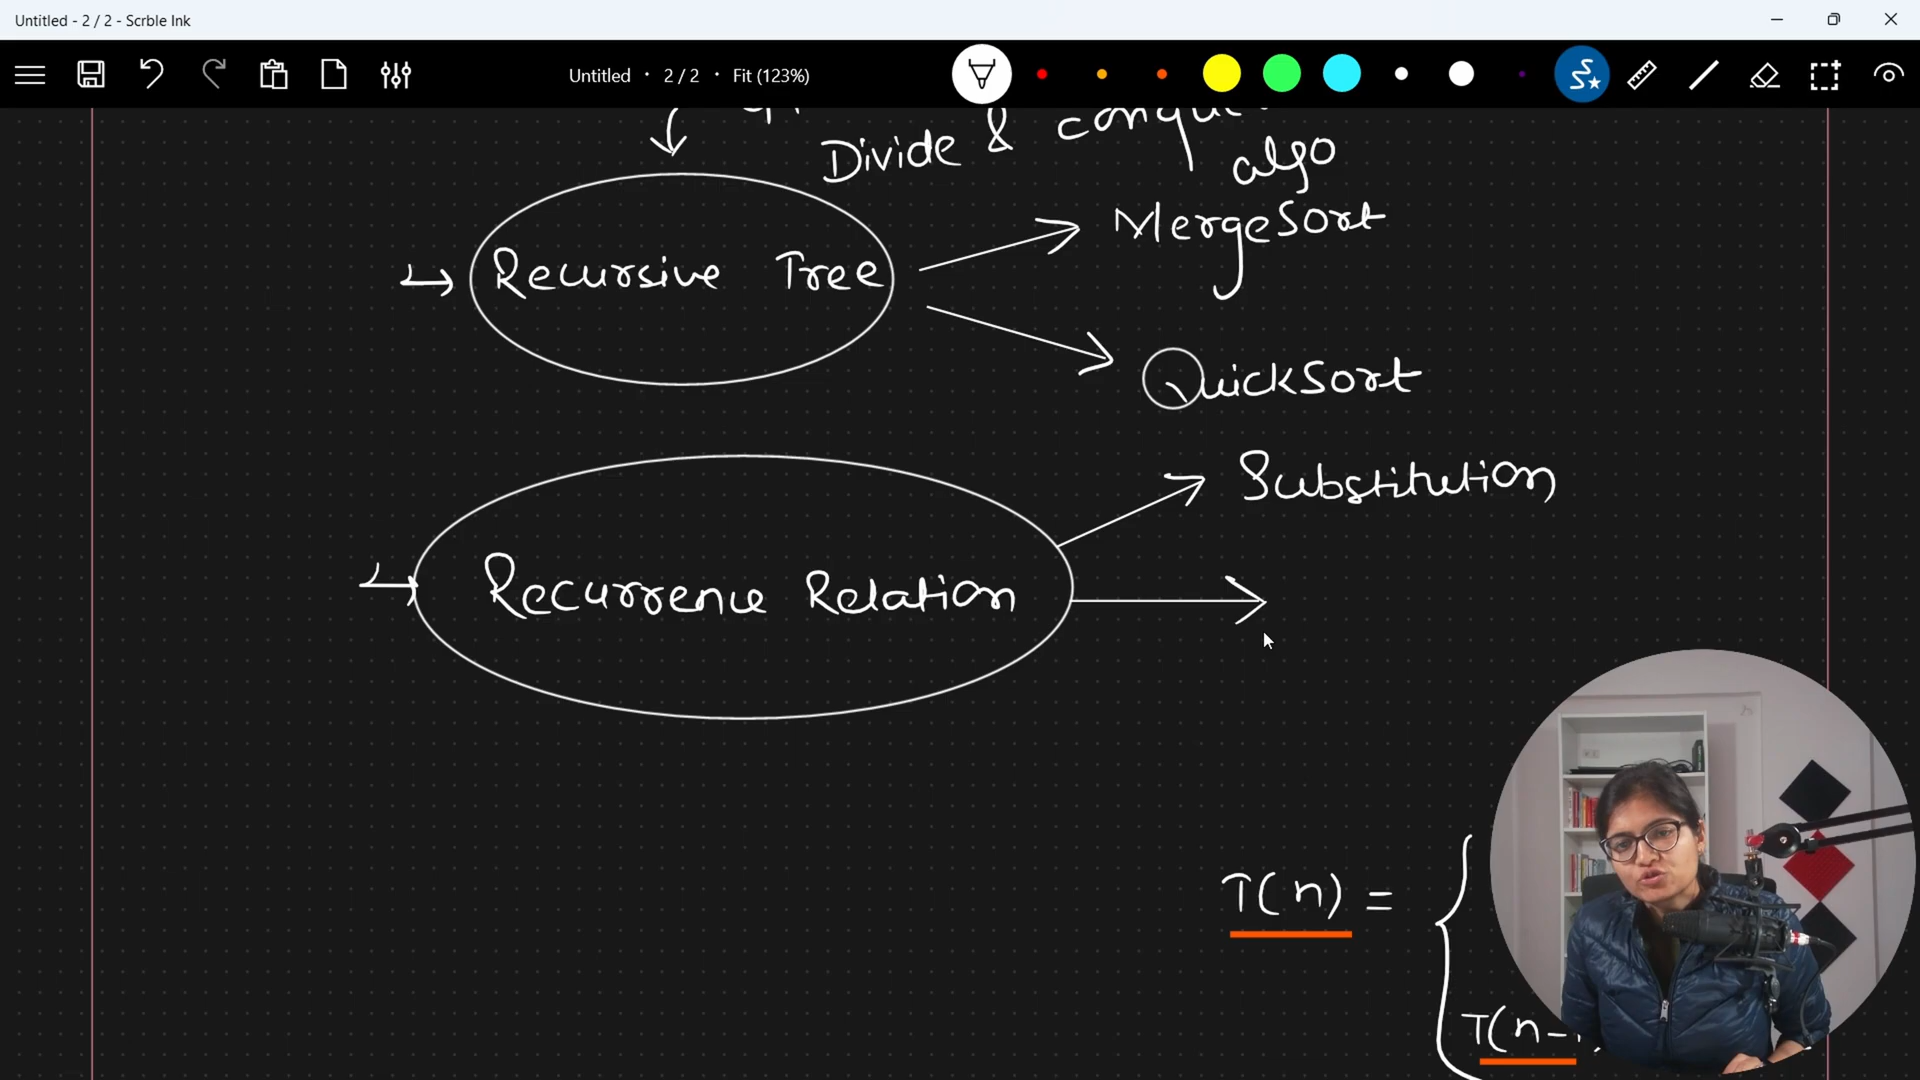 Untitled - 2 / 2 - Scrble Ink
Untitled • 2 / 2 • Fit (123%)
Divide &
algo
Recursive Tree
MergeSort
QuickSort
Substitution
Recurrence Relation
T(n) =
T(n-